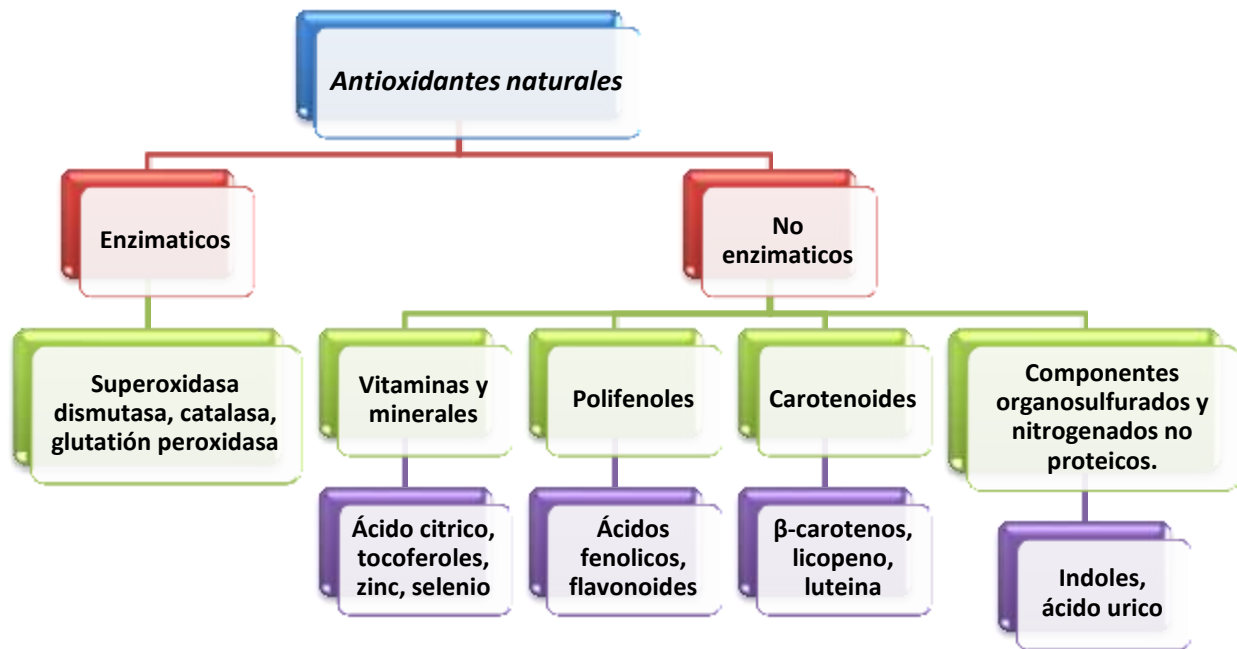 Antioxidantes naturales
Enzimaticos
No
enzimaticos
Superoxidasa
dismutasa, catalasa,
glutatión peroxidasa
Vitaminas y
minerales
Polifenoles
Carotenoides
Componentes
organosulfurados y
nitrogenados no
proteicos.
Ácido citrico,
tocoferoles,
zinc, selenio
Ácidos
fenolicos,
flavonoides
β-carotenos,
licopeno,
luteina
Indoles,
ácido urico